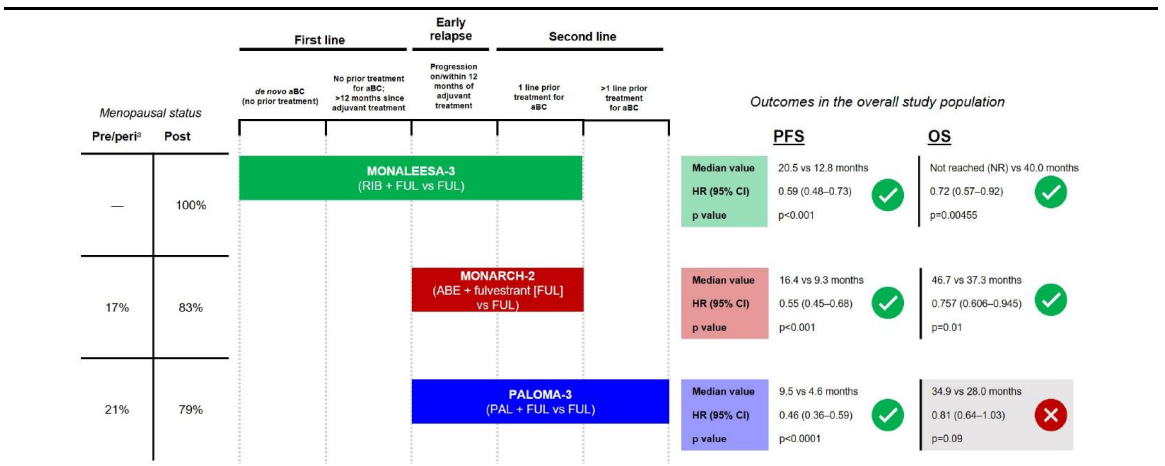 First line
Early
relapse
Second line
de novo aBC
(no prior treatment)
No prior treatment
for aBC;
>12 months since
adjuvant treatment
Progression
on/within 12
months of
adjuvant
treatment
1 line prior
treatment for
aBC
>1 line prior
treatment
for aBC
Menopausal status
Pre/periᵃ Post
Outcomes in the overall study population
PFS
OS
MONALEESA-3
(RIB + FUL vs FUL)
— 100%
Median value 20.5 vs 12.8 months Not reached (NR) vs 40.0 months
HR (95% CI) 0.59 (0.48–0.73) 0.72 (0.57–0.92)
p value p<0.001 p=0.00455
MONARCH-2
(ABE + fulvestrant [FUL]
vs FUL)
17% 83%
Median value 16.4 vs 9.3 months 46.7 vs 37.3 months
HR (95% CI) 0.55 (0.45–0.68) 0.757 (0.606–0.945)
p value p<0.001 p=0.01
PALOMA-3
(PAL + FUL vs FUL)
21% 79%
Median value 9.5 vs 4.6 months 34.9 vs 28.0 months
HR (95% CI) 0.46 (0.36–0.59) 0.81 (0.64–1.03)
p value p<0.0001 p=0.09